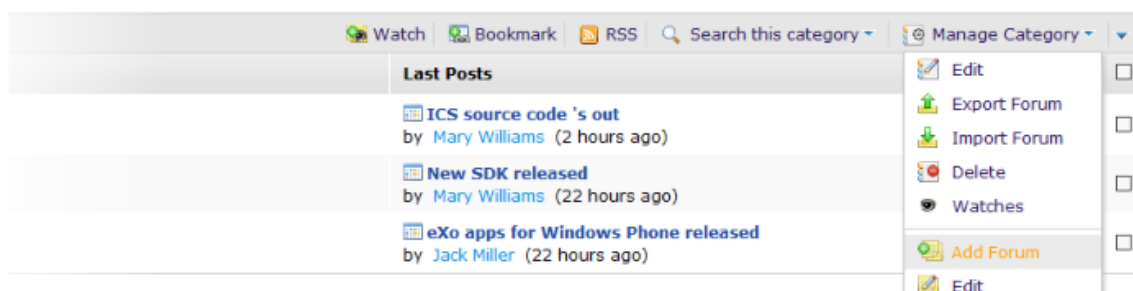 Watch Bookmark RSS Search this category Manage Category
Last Posts
ICS source code 's out
by Mary Williams (2 hours ago)
New SDK released
by Mary Williams (22 hours ago)
eXo apps for Windows Phone released
by Jack Miller (22 hours ago)
Edit
Export Forum
Import Forum
Delete
Watches
Add Forum
Edit